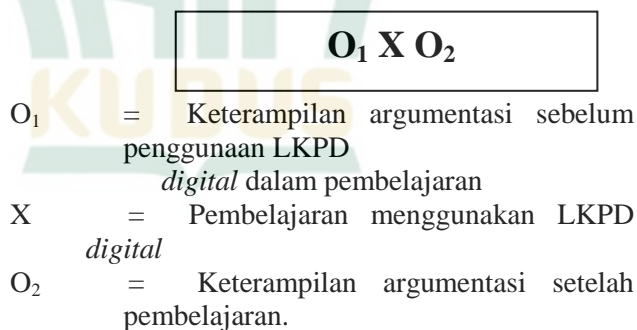 KUDUS
O₁ X O₂
O₁ = Keterampilan argumentasi sebelum
penggunaan LKPD
digital dalam pembelajaran
X = Pembelajaran menggunakan LKPD
digital
O₂ = Keterampilan argumentasi setelah
pembelajaran.